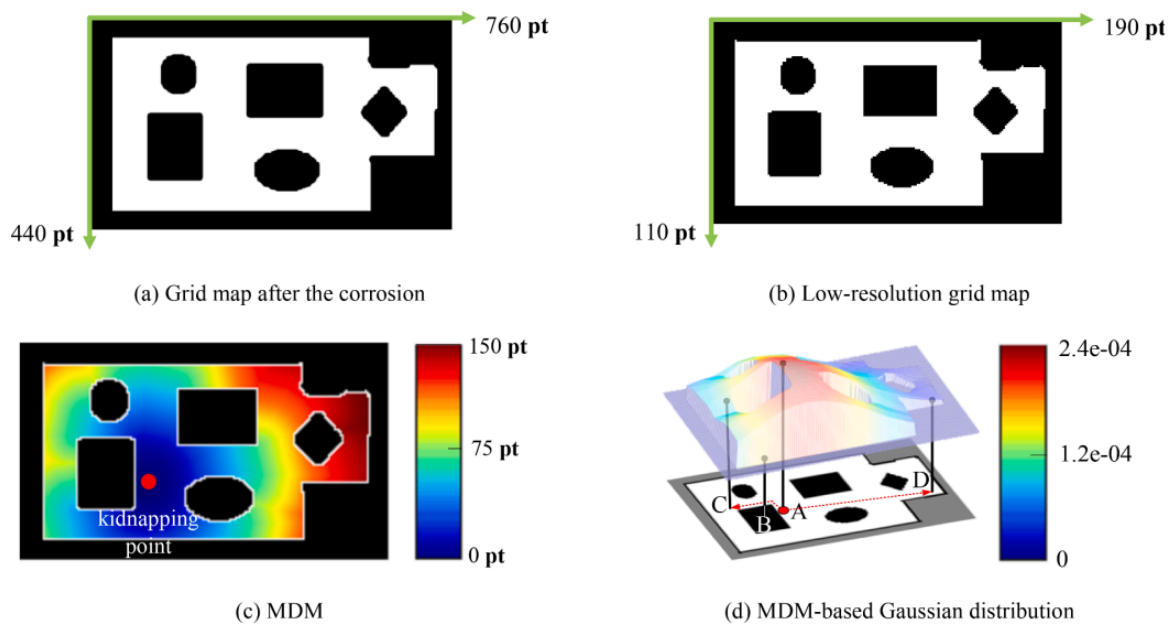 760 pt
440 pt
(a) Grid map after the corrosion
190 pt
110 pt
(b) Low-resolution grid map
150 pt
75 pt
0 pt
kidnapping
point
(c) MDM
2.4e-04
1.2e-04
0
A
B
C
D
(d) MDM-based Gaussian distribution